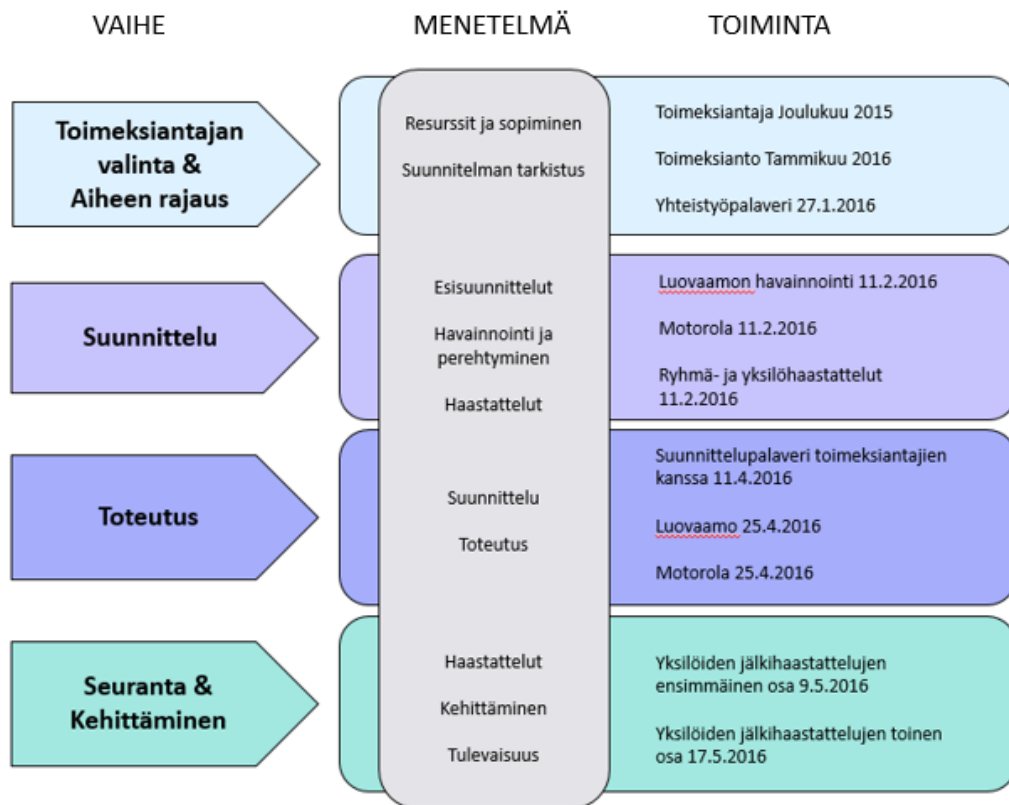 VAIHE
MENETELMÄ
TOIMINTA
Toimeksiantajan
valinta &
Aiheen rajaus
Resurssit ja sopiminen
Suunnitelman tarkistus
Toimeksiantaja Joulukuu 2015
Toimeksianto Tammikuu 2016
Yhteistyöpalaveri 27.1.2016
Suunnittelu
Esisuunnittelut
Havainnointi ja
perehtyminen
Haastattelut
Luovaamon havainnointi 11.2.2016
Motorola 11.2.2016
Ryhmä- ja yksilöhaastattelut
11.2.2016
Toteutus
Suunnittelu
Toteutus
Suunnittelupalaveri toimeksiantajien
kanssa 11.4.2016
Luovaamo 25.4.2016
Motorola 25.4.2016
Seuranta &
Kehittäminen
Haastattelut
Kehittäminen
Tulevaisuus
Yksilöiden jälkihaastattelujen
ensimmäinen osa 9.5.2016
Yksilöiden jälkihaastattelujen toinen
osa 17.5.2016